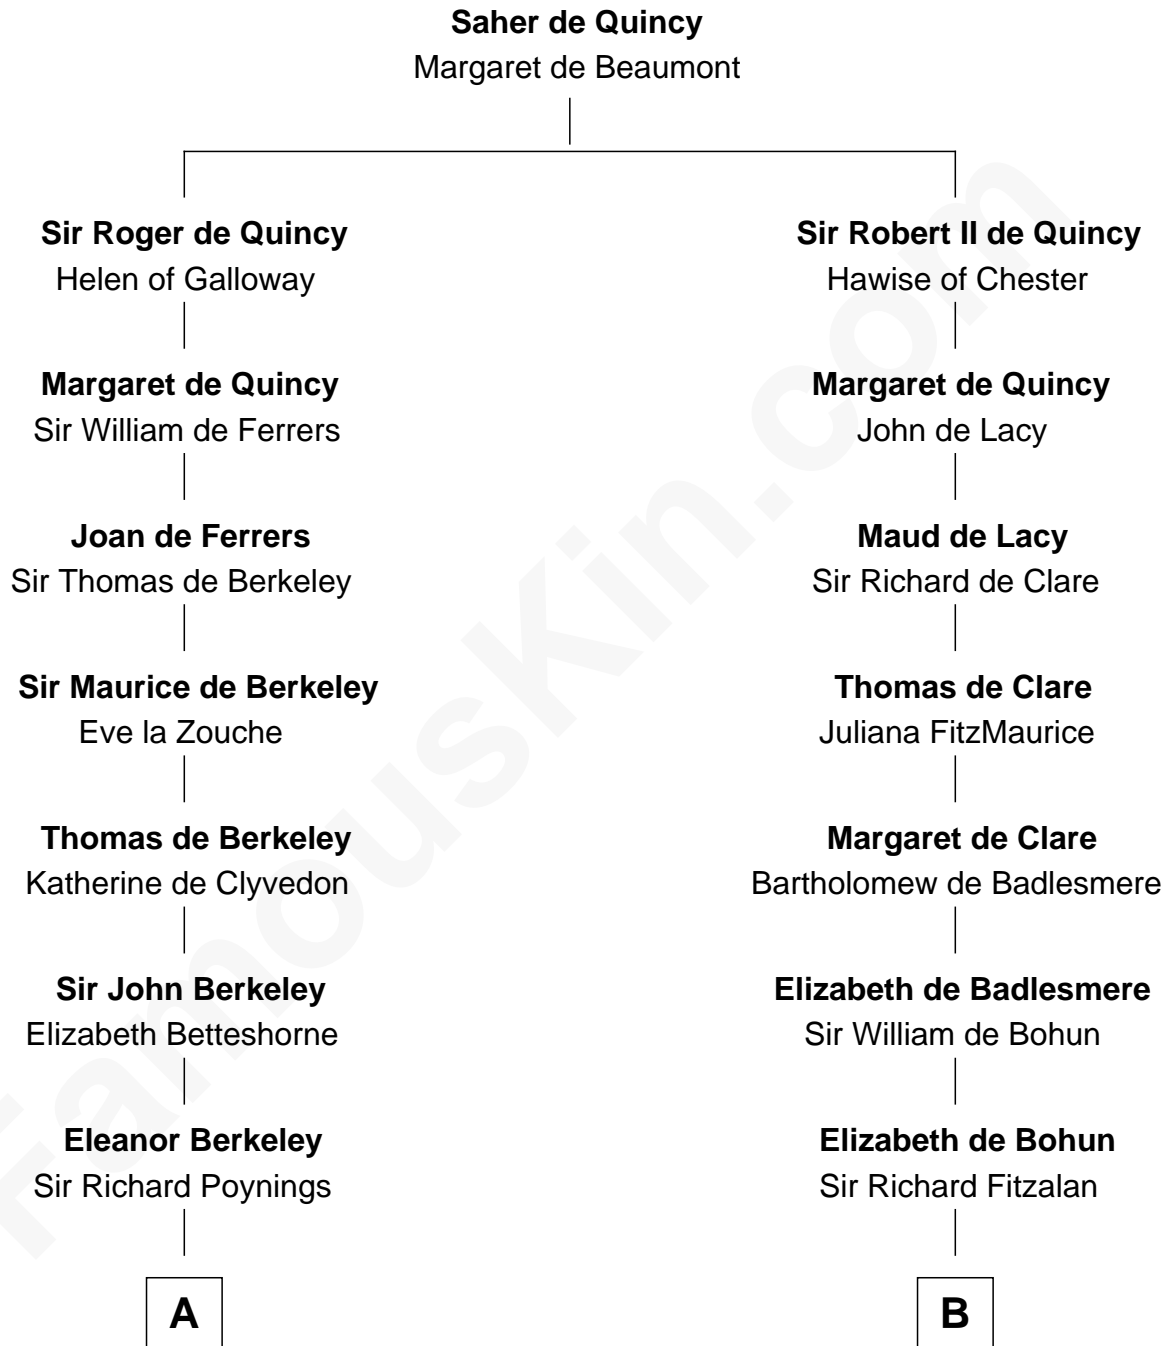 Saher de Quincy
Margaret de Beaumont
Sir Roger de Quincy
Helen of Galloway
Margaret de Quincy
Sir William de Ferrers
Joan de Ferrers
Sir Thomas de Berkeley
Sir Maurice de Berkeley
Eve la Zouche
Thomas de Berkeley
Katherine de Clyvedon
Sir John Berkeley
Elizabeth Betteshorne
Eleanor Berkeley
Sir Richard Poynings
A
Sir Robert II de Quincy
Hawise of Chester
Margaret de Quincy
John de Lacy
Maud de Lacy
Sir Richard de Clare
Thomas de Clare
Juliana FitzMaurice
Margaret de Clare
Bartholomew de Badlesmere
Elizabeth de Badlesmere
Sir William de Bohun
Elizabeth de Bohun
Sir Richard Fitzalan
B
FamousKin.com